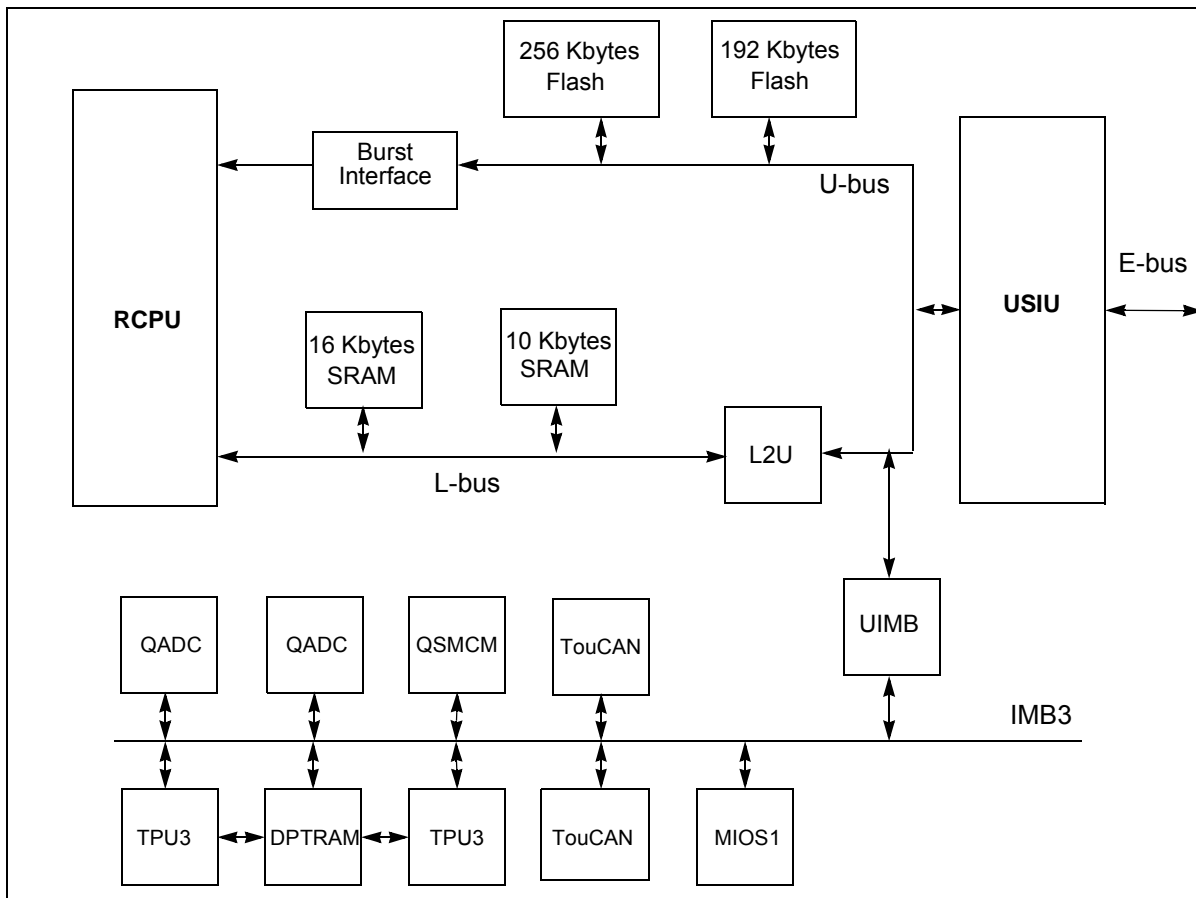 256 Kbytes
Flash
192 Kbytes
Flash
Burst
Interface
U-bus
E-bus
RCPU
USIU
16 Kbytes
SRAM
10 Kbytes
SRAM
L2U
L-bus
UIMB
QADC
QADC
QSMCM
TouCAN
IMB3
TPU3
DPTRAM
TPU3
TouCAN
MIOS1